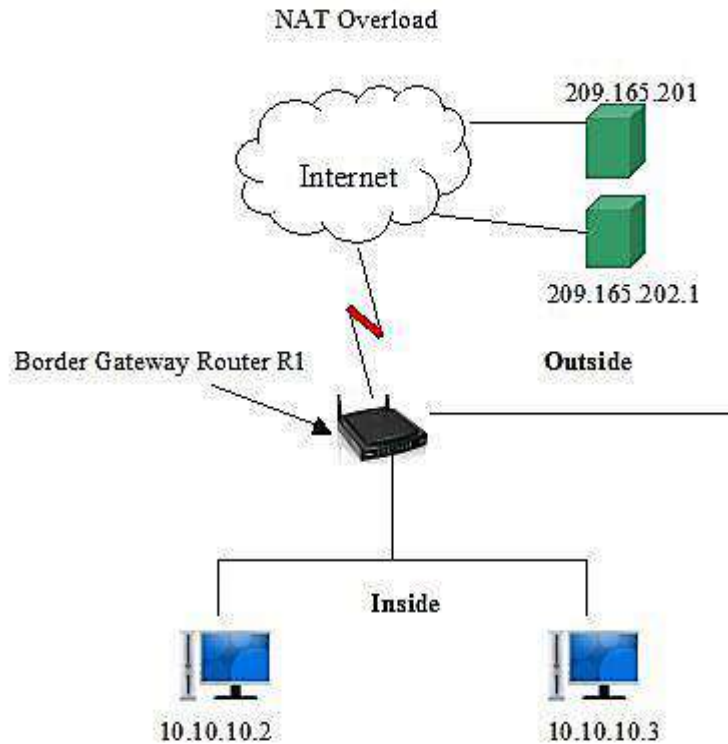 NAT Overload
209.165.201
Internet
209.165.202.1
Border Gateway Router R1
Outside
Inside
10.10.10.2
10.10.10.3